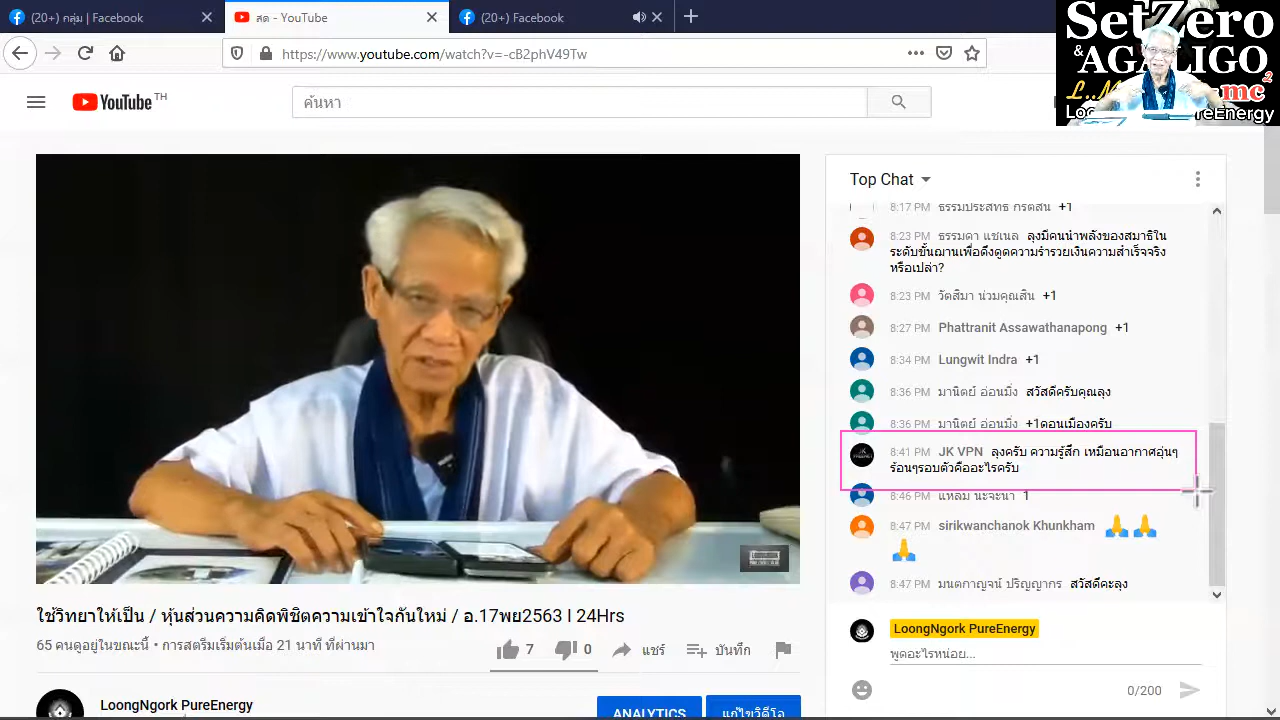 (20+) กลุ่ม | Facebook
สด - YouTube
(20+) Facebook
https://www.youtube.com/watch?v=-cB2phV49Tw
SetZero
& AGALIGO
mc2
YouTube TH
ค้นหา
Top Chat
8:17 PM ธรรมประสิทธิ์ กรตสิน +1
8:23 PM ธรรมดา แชเนล ลุงมีคนนำพลังของสมาธิใน
ระดับขั้นฌานเพื่อดึงดูดความร่ำรวยเงินความสำเร็จจริง
หรือเปล่า?
8:23 PM วัตสิมา น่วมคุณสิน +1
8:27 PM Phattranit Assawathanapong +1
8:34 PM Lungwit Indra +1
8:36 PM มานิตย์ อ่อนมิ่ง สวัสดีครับคุณลุง
8:36 PM มานิตย์ อ่อนมิ่ง +1ดอนเมืองครับ
8:41 PM JK VPN ลุงครับ ความรู้สึก เหมือนอากาศอุ่นๆ
ร้อนๆรอบตัวคืออะไรครับ
8:46 PM แหลม นะจ๊ะนา 1
8:47 PM sirikwanchanok Khunkham 🙏🙏
🙏
8:47 PM มนตกาญจน์ ปริญญากร สวัสดีคะลุง
ใช้วิทยาให้เป็น / หุ้นส่วนความคิดพิชิตความเข้าใจกันใหม่ / อ.17พย2563 I 24Hrs
65 คนดูอยู่ในขณะนี้ • การสตรีมเริ่มต้นเมื่อ 21 นาที ที่ผ่านมา
7
0
แชร์
บันทึก
LoongNgork PureEnergy
พูดอะไรหน่อย...
0/200
LoongNgork PureEnergy
ANALYTICS
แก้ไขวิดีโอ